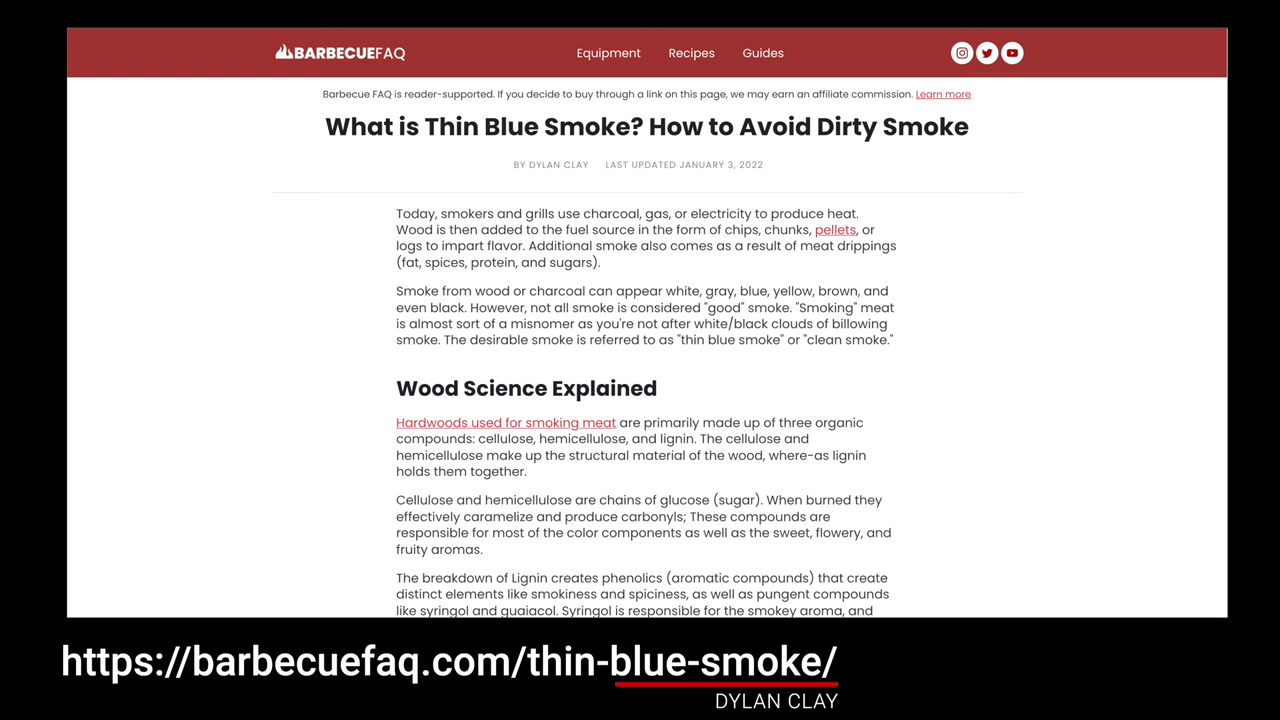 BARBECUEFAQ
Equipment Recipes Guides
Barbecue FAQ is reader-supported. If you decide to buy through a link on this page, we may earn an affiliate commission. Learn more
What is Thin Blue Smoke? How to Avoid Dirty Smoke
BY DYLAN CLAY LAST UPDATED JANUARY 3, 2022
Today, smokers and grills use charcoal, gas, or electricity to produce heat.
Wood is then added to the fuel source in the form of chips, chunks, pellets, or
logs to impart flavor. Additional smoke also comes as a result of meat drippings
(fat, spices, protein, and sugars).
Smoke from wood or charcoal can appear white, gray, blue, yellow, brown, and
even black. However, not all smoke is considered "good" smoke. "Smoking" meat
is almost sort of a misnomer as you're not after white/black clouds of billowing
smoke. The desirable smoke is referred to as "thin blue smoke" or "clean smoke."
Wood Science Explained
Hardwoods used for smoking meat are primarily made up of three organic
compounds: cellulose, hemicellulose, and lignin. The cellulose and
hemicellulose make up the structural material of the wood, where-as lignin
holds them together.
Cellulose and hemicellulose are chains of glucose (sugar). When burned they
effectively caramelize and produce carbonyls; These compounds are
responsible for most of the color components as well as the sweet, flowery, and
fruity aromas.
The breakdown of Lignin creates phenolics (aromatic compounds) that create
distinct elements like smokiness and spiciness, as well as pungent compounds
like syringol and guaiacol. Syringol is responsible for the smokey aroma, and
https://barbecuefaq.com/thin-blue-smoke/
DYLAN CLAY